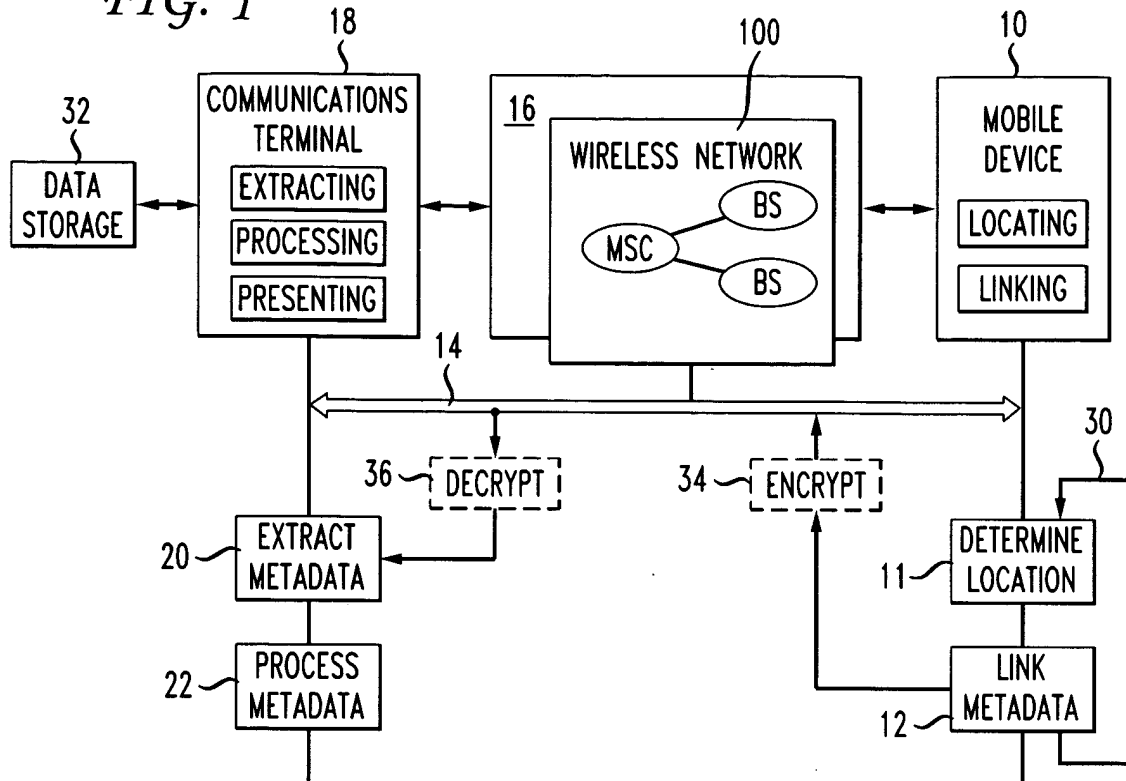 FIG. 1
18
100
10
32
COMMUNICATIONS
TERMINAL
EXTRACTING
PROCESSING
PRESENTING
DATA
STORAGE
16
WIRELESS NETWORK
MSC
BS
BS
MOBILE
DEVICE
LOCATING
LINKING
14
30
36
DECRYPT
34
ENCRYPT
20
EXTRACT
METADATA
11
DETERMINE
LOCATION
22
PROCESS
METADATA
12
LINK
METADATA